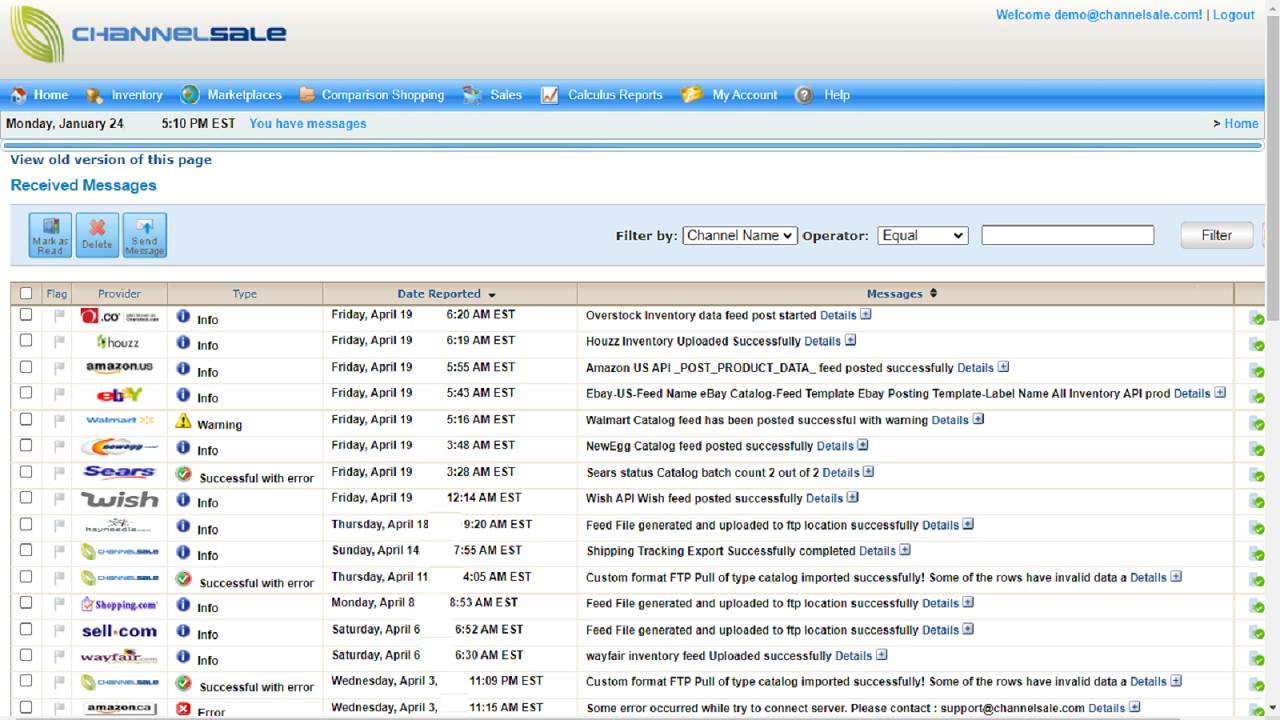 CHANNELSALE
Welcome demo@channelsale.com! | Logout
Home Inventory Marketplaces Comparison Shopping Sales Calculus Reports My Account Help
Monday, January 24 5:10 PM EST You have messages > Home
View old version of this page
Received Messages
Mark as Read Delete Send Message Filter by: Channel Name Operator: Equal Filter
Flag Provider Type Date Reported Messages
.CO Info Friday, April 19 6:20 AM EST Overstock Inventory data feed post started Details
houzz Info Friday, April 19 6:19 AM EST Houzz Inventory Uploaded Successfully Details
amazon.us Info Friday, April 19 5:55 AM EST Amazon US API _POST_PRODUCT_DATA_ feed posted successfully Details
ebay Info Friday, April 19 5:43 AM EST Ebay-US-Feed Name eBay Catalog-Feed Template Ebay Posting Template-Label Name All Inventory API prod Details
Walmart Warning Friday, April 19 5:16 AM EST Walmart Catalog feed has been posted successful with warning Details
newegg Info Friday, April 19 3:48 AM EST NewEgg Catalog feed posted successfully Details
Sears Successful with error Friday, April 19 3:28 AM EST Sears status Catalog batch count 2 out of 2 Details
wish Info Friday, April 19 12:14 AM EST Wish API Wish feed posted successfully Details
hayneedle Info Thursday, April 18 9:20 AM EST Feed File generated and uploaded to ftp location successfully Details
CHANNELSALE Info Sunday, April 14 7:55 AM EST Shipping Tracking Export Successfully completed Details
CHANNELSALE Successful with error Thursday, April 11, 4:05 AM EST Custom format FTP Pull of type catalog imported successfully! Some of the rows have invalid data a Details
Shopping.com Info Monday, April 8 8:53 AM EST Feed File generated and uploaded to ftp location successfully Details
sell.com Info Saturday, April 6 6:52 AM EST Feed File generated and uploaded to ftp location successfully Details
wayfair.com Info Saturday, April 6 6:30 AM EST wayfair inventory feed Uploaded successfully Details
CHANNELSALE Successful with error Wednesday, April 3, 11:09 PM EST Custom format FTP Pull of type catalog imported successfully! Some of the rows have invalid data a Details
amazon.ca Error Wednesday, April 3, 11:15 AM EST Some error occurred while try to connect server. Please contact : support@channelsale.com Details